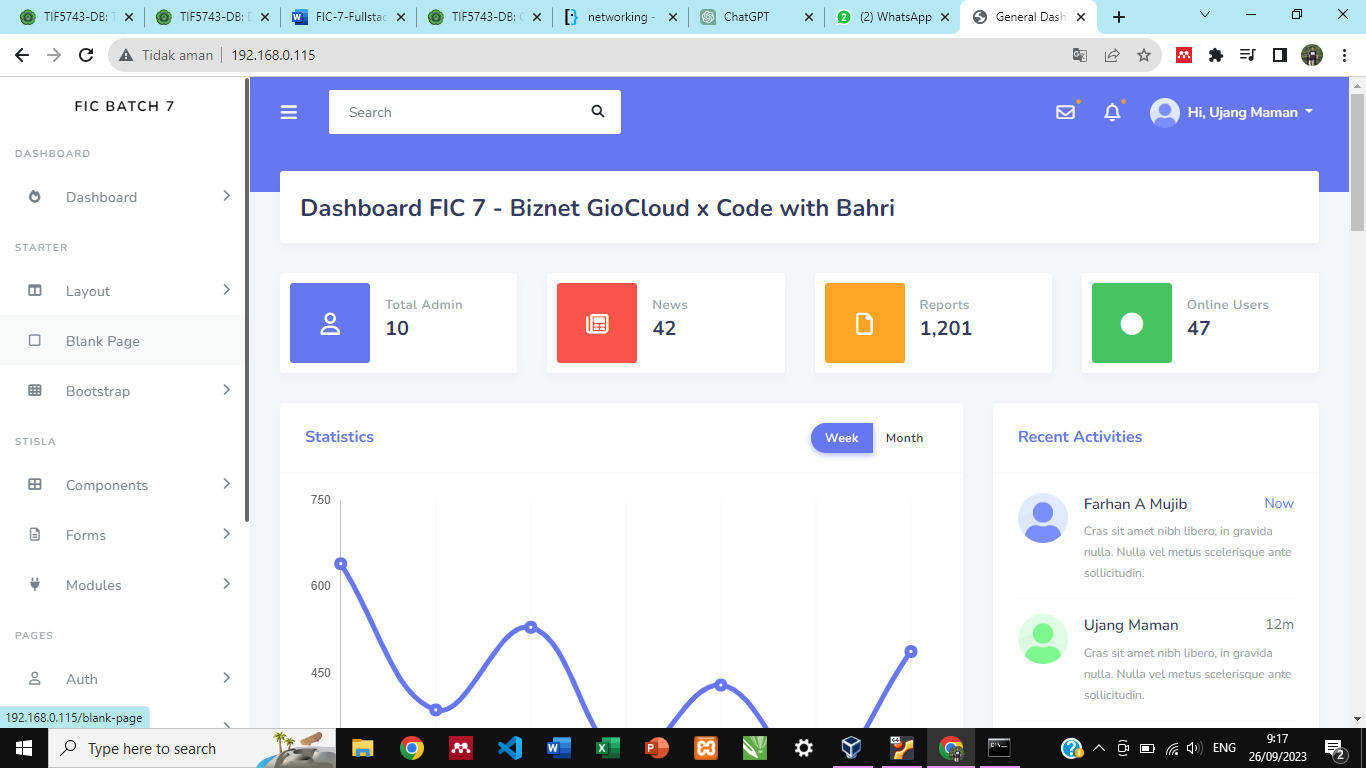 TIF5743-DB: T
TIF5743-DB: D
FIC-7-Fullstac
TIF5743-DB: C
networking -
ChatGPT
(2) WhatsApp
General Dash
Tidak aman
192.168.0.115
FIC BATCH 7
Search
Hi, Ujang Maman
DASHBOARD
Dashboard
STARTER
Layout
Blank Page
Bootstrap
STISLA
Components
Forms
Modules
PAGES
Auth
192.168.0.115/blank-page
Dashboard FIC 7 - Biznet GioCloud x Code with Bahri
Total Admin
10
News
42
Reports
1,201
Online Users
47
Statistics
Week
Month
750
600
450
Recent Activities
Farhan A Mujib
Now
Cras sit amet nibh libero, in gravida
nulla. Nulla vel metus scelerisque ante
sollicitudin.
Ujang Maman
12m
Cras sit amet nibh libero, in gravida
nulla. Nulla vel metus scelerisque ante
sollicitudin.
Type here to search
ENG
9:17
26/09/2023
2